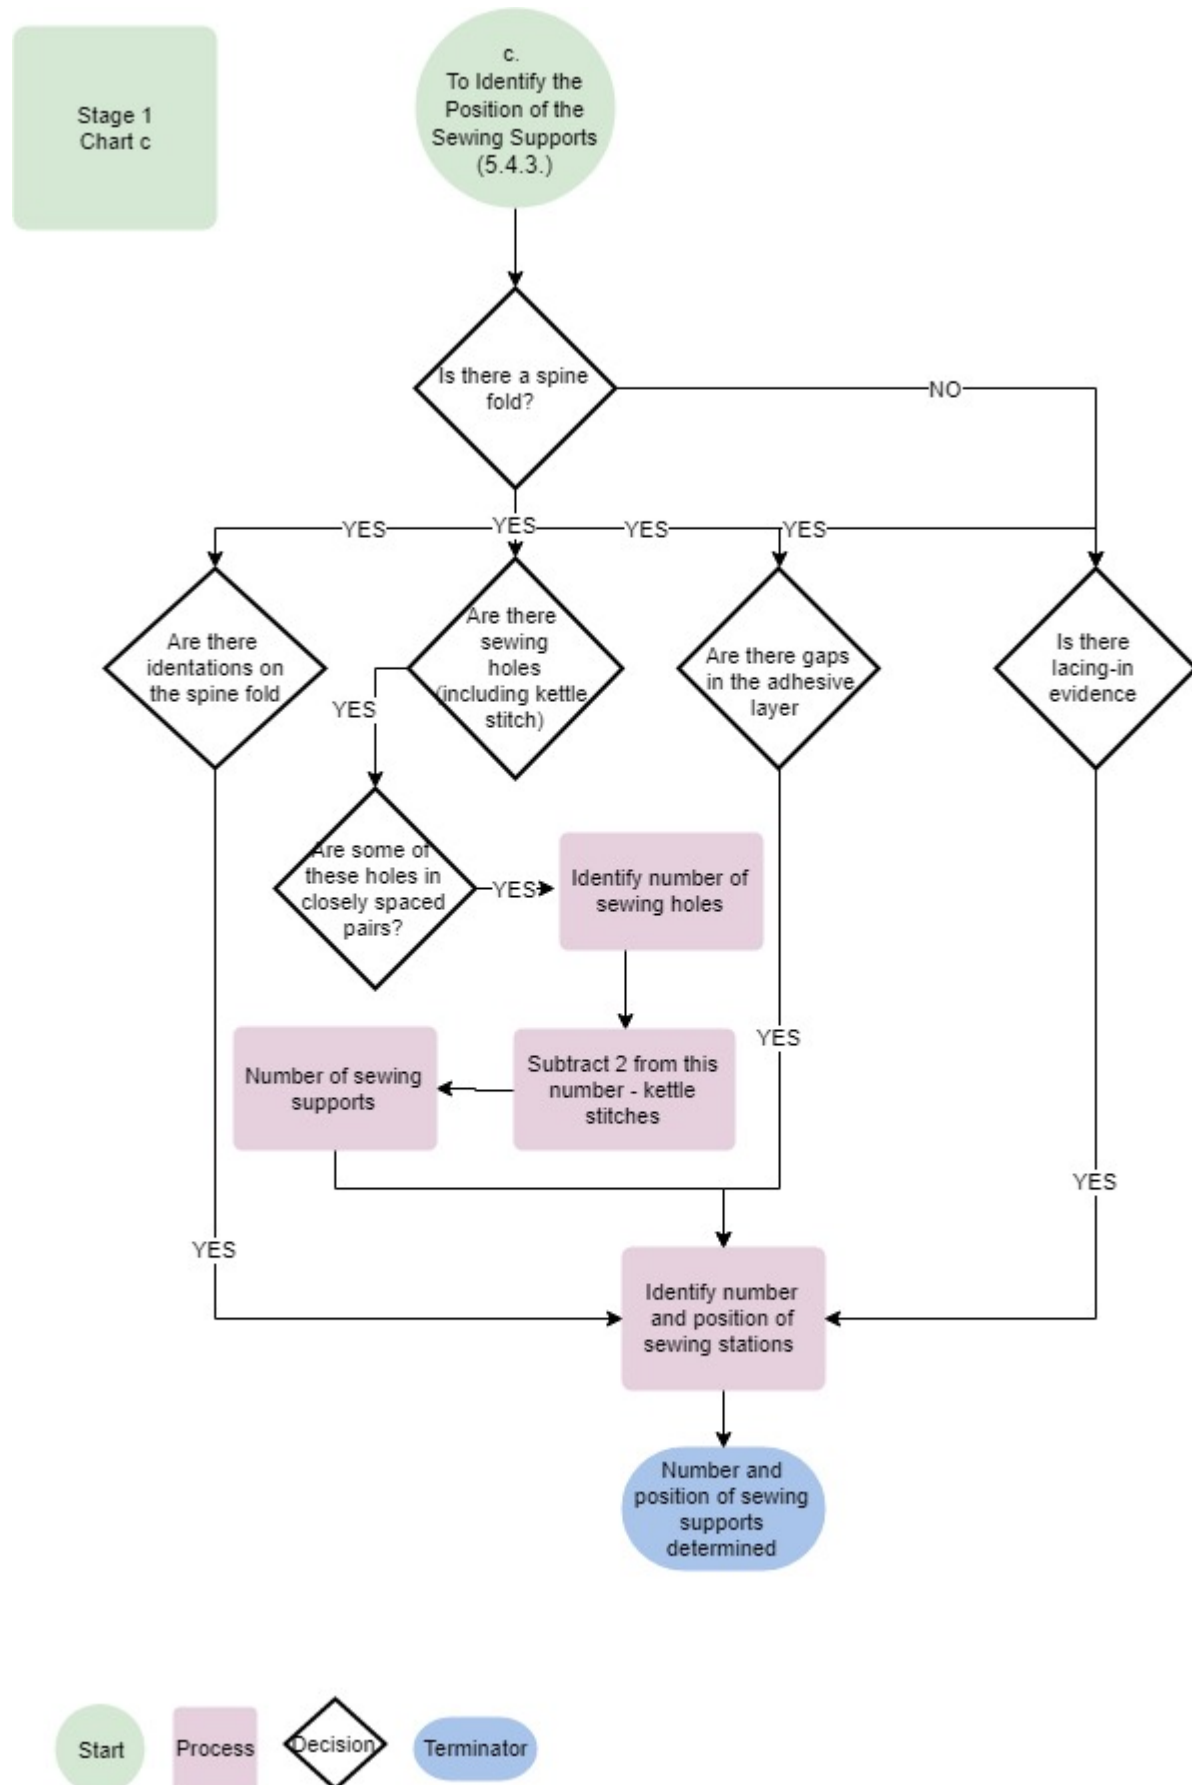 Stage 1
Chart c
c.
To Identify the
Position of the
Sewing Supports
(5.4.3.)
Is there a spine
fold?
NO
YES
YES
YES
YES
Are there
identations on
the spine fold
Are there
sewing
holes
(including kettle
stitch)
Are there gaps
in the adhesive
layer
Is there
lacing-in
evidence
YES
Are some of
these holes in
closely spaced
pairs?
YES
Identify number of
sewing holes
Subtract 2 from this
number - kettle
stitches
Number of sewing
supports
YES
YES
YES
Identify number
and position of
sewing stations
Number and
position of sewing
supports
determined
Start
Process
Decision
Terminator